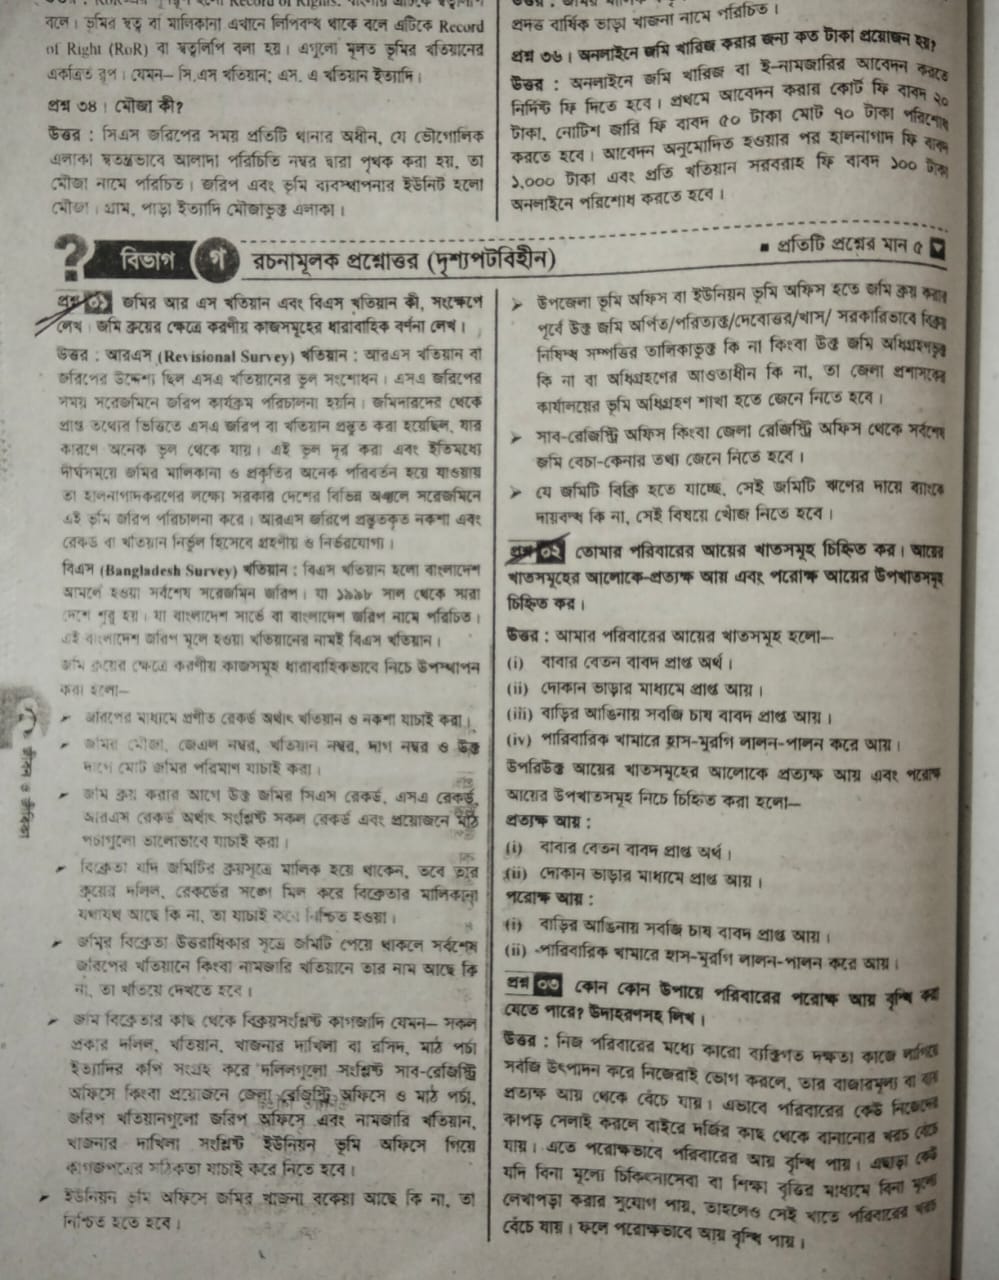 বলে। ভূমির স্বত্ব বা মালিকানা এখানে লিপিবদ্ধ থাকে বলে এটিকে Record
of Right (RoR) বা স্বত্বলিপি বলা হয়। এগুলো মূলত ভূমির খতিয়ানের
একত্রিত রূপ। যেমন– সি.এস খতিয়ান; এস. এ খতিয়ান ইত্যাদি।
প্রশ্ন ৩৪। মৌজা কী?
উত্তর : সিএস জরিপের সময় প্রতিটি থানার অধীন, যে ভৌগোলিক
এলাকা স্বতন্ত্রভাবে আলাদা পরিচিতি নম্বর দ্বারা পৃথক করা হয়, তা
মৌজা নামে পরিচিত। জরিপ এবং ভূমি ব্যবস্থাপনার ইউনিট হলো
মৌজা। গ্রাম, পাড়া ইত্যাদি মৌজাভুক্ত এলাকা।
প্রদত্ত বার্ষিক ভাড়া খাজনা নামে পরিচিত।
প্রশ্ন ৩৬। অনলাইনে জমি খারিজ করার জন্য কত টাকা প্রয়োজন হয়?
উত্তর : অনলাইনে জমি খারিজ বা ই-নামজারির আবেদন করতে
নির্দিষ্ট ফি দিতে হবে। প্রথমে আবেদন করার কোর্ট ফি বাবদ ২০
টাকা, নোটিশ জারি ফি বাবদ ৫০ টাকা মোট ৭০ টাকা পরিশোধ
করতে হবে। আবেদন অনুমোদিত হওয়ার পর হালনাগাদ ফি বাবদ
১,০০০ টাকা এবং প্রতি খতিয়ান সরবরাহ ফি বাবদ ১০০ টাকা
অনলাইনে পরিশোধ করতে হবে।
? বিভাগ গ রচনামূলক প্রশ্নোত্তর (দৃশ্যপটবিহীন) ▪ প্রতিটি প্রশ্নের মান ৫
প্রশ্ন ০১ জমির আর এস খতিয়ান এবং বিএস খতিয়ান কী, সংক্ষেপে
লেখ। জমি ক্রয়ের ক্ষেত্রে করণীয় কাজসমূহের ধারাবাহিক বর্ণনা লেখ।
উত্তর : আরএস (Revisional Survey) খতিয়ান : আরএস খতিয়ান বা
জরিপের উদ্দেশ্য ছিল এসএ খতিয়ানের ভুল সংশোধন। এসএ জরিপের
সময় সরেজমিনে জরিপ কার্যক্রম পরিচালনা হয়নি। জমিদারদের থেকে
প্রাপ্ত তথ্যের ভিত্তিতে এসএ জরিপ বা খতিয়ান প্রস্তুত করা হয়েছিল, যার
কারণে অনেক ভুল থেকে যায়। এই ভুল দূর করা এবং ইতিমধ্যে
দীর্ঘসময়ে জমির মালিকানা ও প্রকৃতির অনেক পরিবর্তন হয়ে যাওয়ায়
তা হালনাগাদকরণের লক্ষ্যে সরকার দেশের বিভিন্ন অঞ্চলে সরেজমিনে
এই ভূমি জরিপ পরিচালনা করে। আরএস জরিপে প্রস্তুতকৃত নকশা এবং
রেকর্ড বা খতিয়ান নির্ভুল হিসেবে গ্রহণীয় ও নির্ভরযোগ্য।
বিএস (Bangladesh Survey) খতিয়ান : বিএস খতিয়ান হলো বাংলাদেশ
আমলে হওয়া সর্বশেষ সরেজমিন জরিপ। যা ১৯৯৮ সাল থেকে সারা
দেশে শুরু হয়। যা বাংলাদেশ সার্ভে বা বাংলাদেশ জরিপ নামে পরিচিত।
এই বাংলাদেশ জরিপ মূলে হওয়া খতিয়ানের নামই বিএস খতিয়ান।
জমি ক্রয়ের ক্ষেত্রে করণীয় কাজসমূহ ধারাবাহিকভাবে নিচে উপস্থাপন
করা হলো–
➢ জরিপের মাধ্যমে প্রণীত রেকর্ড অর্থাৎ খতিয়ান ও নকশা যাচাই করা।
➢ জমির মৌজা, জেএল নম্বর, খতিয়ান নম্বর, দাগ নম্বর ও উক্ত
দাগে মোট জমির পরিমাণ যাচাই করা।
➢ জমি ক্রয় করার আগে উক্ত জমির সিএস রেকর্ড, এসএ রেকর্ড,
আরএস রেকর্ড অর্থাৎ সংশ্লিষ্ট সকল রেকর্ড এবং প্রয়োজনে মাঠ
পর্চাগুলো ভালোভাবে যাচাই করা।
➢ বিক্রেতা যদি জমিটির ক্রয়সূত্রে মালিক হয়ে থাকেন, তবে তার
ক্রয়ের দলিল, রেকর্ডের সঙ্গে মিল করে বিক্রেতার মালিকানা
যথাযথ আছে কি না, তা যাচাই করে নিশ্চিত হওয়া।
➢ জমির বিক্রেতা উত্তরাধিকার সূত্রে জমিটি পেয়ে থাকলে সর্বশেষ
জরিপের খতিয়ানে কিংবা নামজারি খতিয়ানে তার নাম আছে কি
না, তা খতিয়ে দেখতে হবে।
➢ জমি বিক্রেতার কাছ থেকে বিক্রয়সংশ্লিষ্ট কাগজাদি যেমন– সকল
প্রকার দলিল, খতিয়ান, খাজনার দাখিলা বা রসিদ, মাঠ পর্চা
ইত্যাদির কপি সংগ্রহ করে দলিলগুলো সংশ্লিষ্ট সাব-রেজিস্ট্রি
অফিসে কিংবা প্রয়োজনে জেলা রেজিস্ট্রি অফিসে ও মাঠ পর্চা,
জরিপ খতিয়ানগুলো জরিপ অফিসে এবং নামজারি খতিয়ান,
খাজনার দাখিলা সংশ্লিষ্ট ইউনিয়ন ভূমি অফিসে গিয়ে
কাগজপত্রের সঠিকতা যাচাই করে নিতে হবে।
➢ ইউনিয়ন ভূমি অফিসে জমির খাজনা বকেয়া আছে কি না, তা
নিশ্চিত হতে হবে।
➢ উপজেলা ভূমি অফিস বা ইউনিয়ন ভূমি অফিস হতে জমি ক্রয় করার
পূর্বে উক্ত জমি অর্পিত/পরিত্যক্ত/দেবোত্তর/খাস/ সরকারিভাবে বিক্রয়
নিষিদ্ধ সম্পত্তির তালিকাভুক্ত কি না কিংবা উক্ত জমি অধিগ্রহণভুক্ত
কি না বা অধিগ্রহণের আওতাধীন কি না, তা জেলা প্রশাসকের
কার্যালয়ের ভূমি অধিগ্রহণ শাখা হতে জেনে নিতে হবে।
➢ সাব-রেজিস্ট্রি অফিস কিংবা জেলা রেজিস্ট্রি অফিস থেকে সর্বশেষ
জমি বেচা-কেনার তথ্য জেনে নিতে হবে।
➢ যে জমিটি বিক্রি হতে যাচ্ছে, সেই জমিটি ঋণের দায়ে ব্যাংকে
দায়বদ্ধ কি না, সেই বিষয়ে খোঁজ নিতে হবে।
প্রশ্ন ০২ তোমার পরিবারের আয়ের খাতসমূহ চিহ্নিত কর। আয়ের
খাতসমূহের আলোকে-প্রত্যক্ষ আয় এবং পরোক্ষ আয়ের উপখাতসমূহ
চিহ্নিত কর।
উত্তর : আমার পরিবারের আয়ের খাতসমূহ হলো–
(i) বাবার বেতন বাবদ প্রাপ্ত অর্থ।
(ii) দোকান ভাড়ার মাধ্যমে প্রাপ্ত আয়।
(iii) বাড়ির আঙিনায় সবজি চাষ বাবদ প্রাপ্ত আয়।
(iv) পারিবারিক খামারে হাস-মুরগি লালন-পালন করে আয়।
উপরিউক্ত আয়ের খাতসমূহের আলোকে প্রত্যক্ষ আয় এবং পরোক্ষ
আয়ের উপখাতসমূহ নিচে চিহ্নিত করা হলো–
প্রত্যক্ষ আয় :
(i) বাবার বেতন বাবদ প্রাপ্ত অর্থ।
(ii) দোকান ভাড়ার মাধ্যমে প্রাপ্ত আয়।
পরোক্ষ আয় :
(i) বাড়ির আঙিনায় সবজি চাষ বাবদ প্রাপ্ত আয়।
(ii) পারিবারিক খামারে হাস-মুরগি লালন-পালন করে আয়।
প্রশ্ন ০৩ কোন কোন উপায়ে পরিবারের পরোক্ষ আয় বৃদ্ধি করা
যেতে পারে? উদাহরণসহ লিখ।
উত্তর : নিজ পরিবারের মধ্যে কারো ব্যক্তিগত দক্ষতা কাজে লাগিয়ে
সবজি উৎপাদন করে নিজেরাই ভোগ করলে, তার বাজারমূল্য বা ব্যয়
প্রত্যক্ষ আয় থেকে বেঁচে যায়। এভাবে পরিবারের কেউ নিজেদের
কাপড় সেলাই করলে বাইরে দর্জির কাছ থেকে বানানোর খরচ বেঁচে
যায়। এতে পরোক্ষভাবে পরিবারের আয় বৃদ্ধি পায়। এছাড়া কেউ
যদি বিনা মূল্যে চিকিৎসাসেবা বা শিক্ষা বৃত্তির মাধ্যমে বিনা মূল্যে
লেখাপড়া করার সুযোগ পায়, তাহলেও সেই খাতে পরিবারের খরচ
বেঁচে যায়। ফলে পরোক্ষভাবে আয় বৃদ্ধি পায়।
জীবন ও জীবিকা